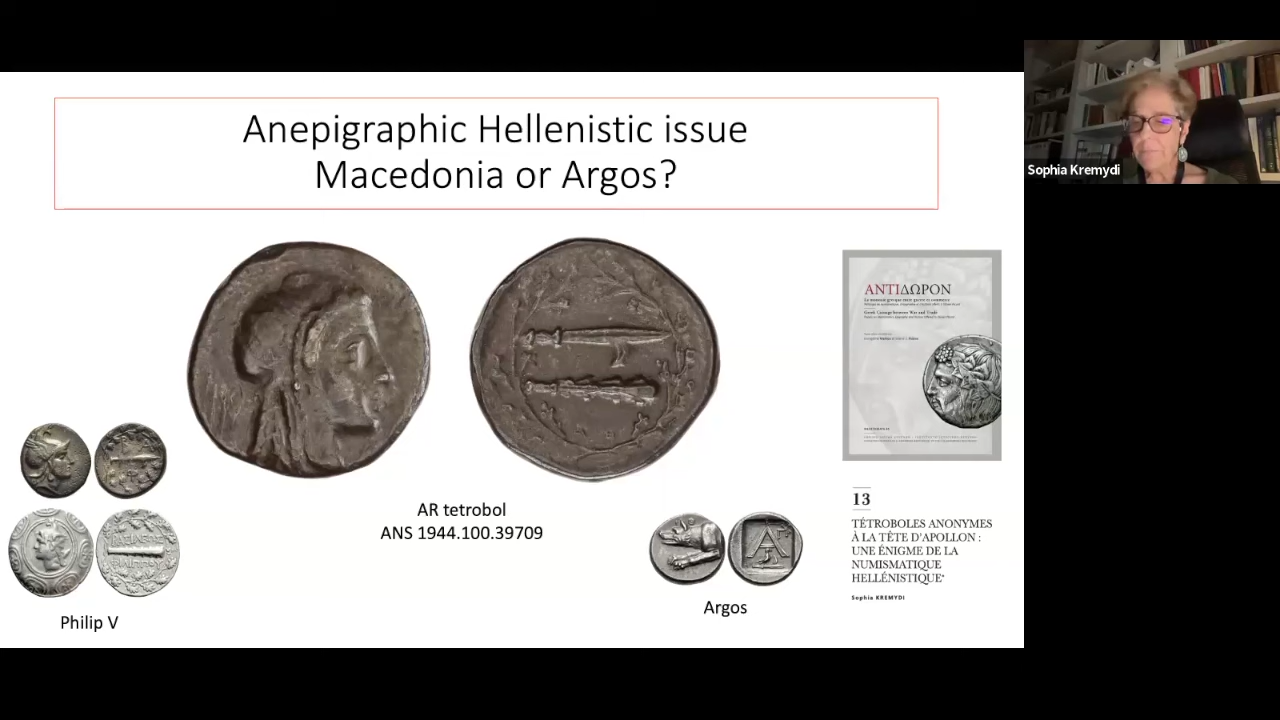 Anepigraphic Hellenistic issue
Macedonia or Argos?
Sophia Kremydi
ΑΝΤΙΔΩΡΟΝ
AR tetrobol
ANS 1944.100.39709
Philip V
Argos
13
TÉTROBOLES ANONYMES
À LA TÊTE D'APOLLON :
UNE ÉNIGME DE LA
NUMISMATIQUE
HELLÉNISTIQUE*
Sophia KREMYDI